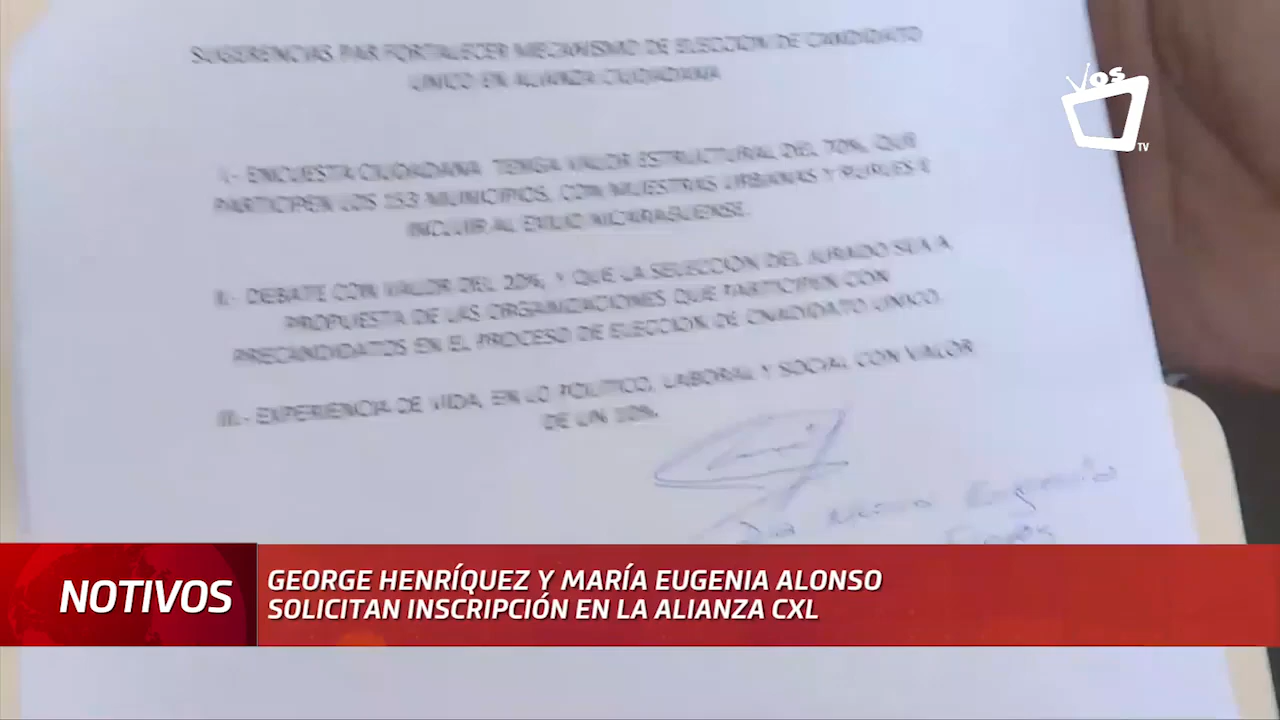 SUGERENCIAS PAR FORTALECER MECANISMO DE ELECCION DE CANDIDATO
UNICO EN ALIANZA CIUDADANA
VOS
TV
I.- ENCUESTA CIUDADANA TENGA VALOR ESTRUCTURAL DEL 70%, QUE
PARTICIPEN LOS 153 MUNICIPIOS, CON MUESTRAS URBANAS Y RURLES E
INCLUIR AL EXILIO NICARAGUENSE.
II.- DEBATE CON VALOR DEL 20%, Y QUE LA SELECCION DEL JURADO SEA A
PROPUESTA DE LAS ORGANIZACIONES QUE PARTICIPEN CON
PRECANDIDATOS EN EL PROCESO DE ELECCION DE CNADIDATO UNICO.
III.- EXPERIENCIA DE VIDA, EN LO POLITICO, LABORAL Y SOCIAL CON VALOR
DE UN 10%.
Eugenia
NOTIVOS
GEORGE HENRÍQUEZ Y MARÍA EUGENIA ALONSO
SOLICITAN INSCRIPCIÓN EN LA ALIANZA CXL